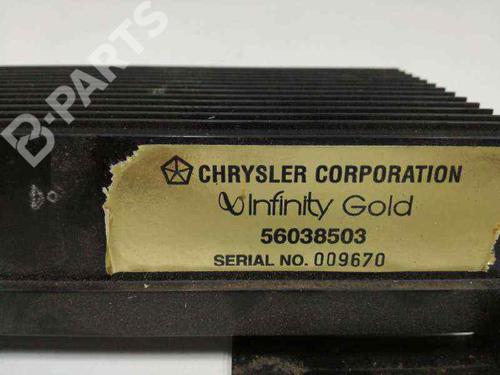 B-PARTS
CHRYSLER CORPORATION
Infinity Gold
56038503
SERIAL NO. 009670